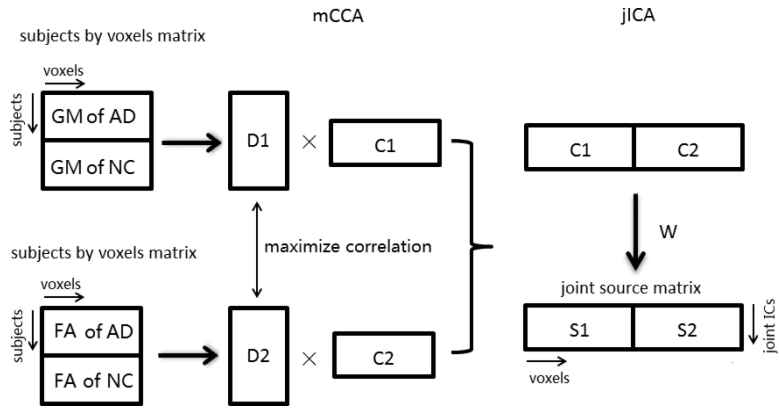 mCCA
jICA
subjects by voxels matrix
voxels
subjects
GM of AD
GM of NC
D1
×
C1
C1
C2
maximize correlation
W
subjects by voxels matrix
voxels
subjects
FA of AD
FA of NC
D2
×
C2
joint source matrix
S1
S2
joint ICs
voxels